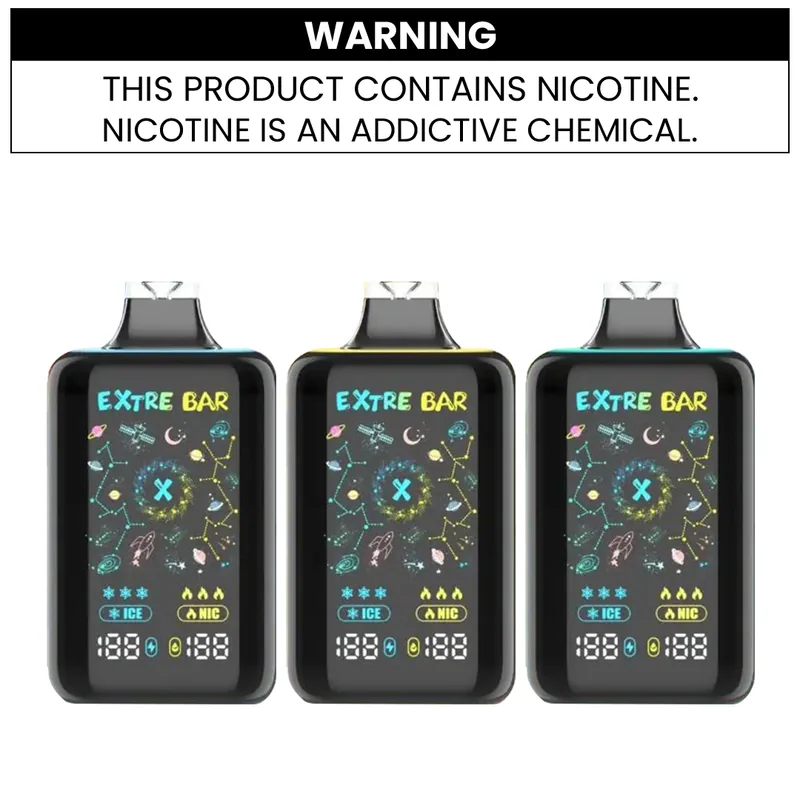 WARNING
THIS PRODUCT CONTAINS NICOTINE.
NICOTINE IS AN ADDICTIVE CHEMICAL.
EXTRE BAR
X
ICE NIC
188 188
EXTRE BAR
X
ICE NIC
188 188
EXTRE BAR
X
ICE NIC
188 188